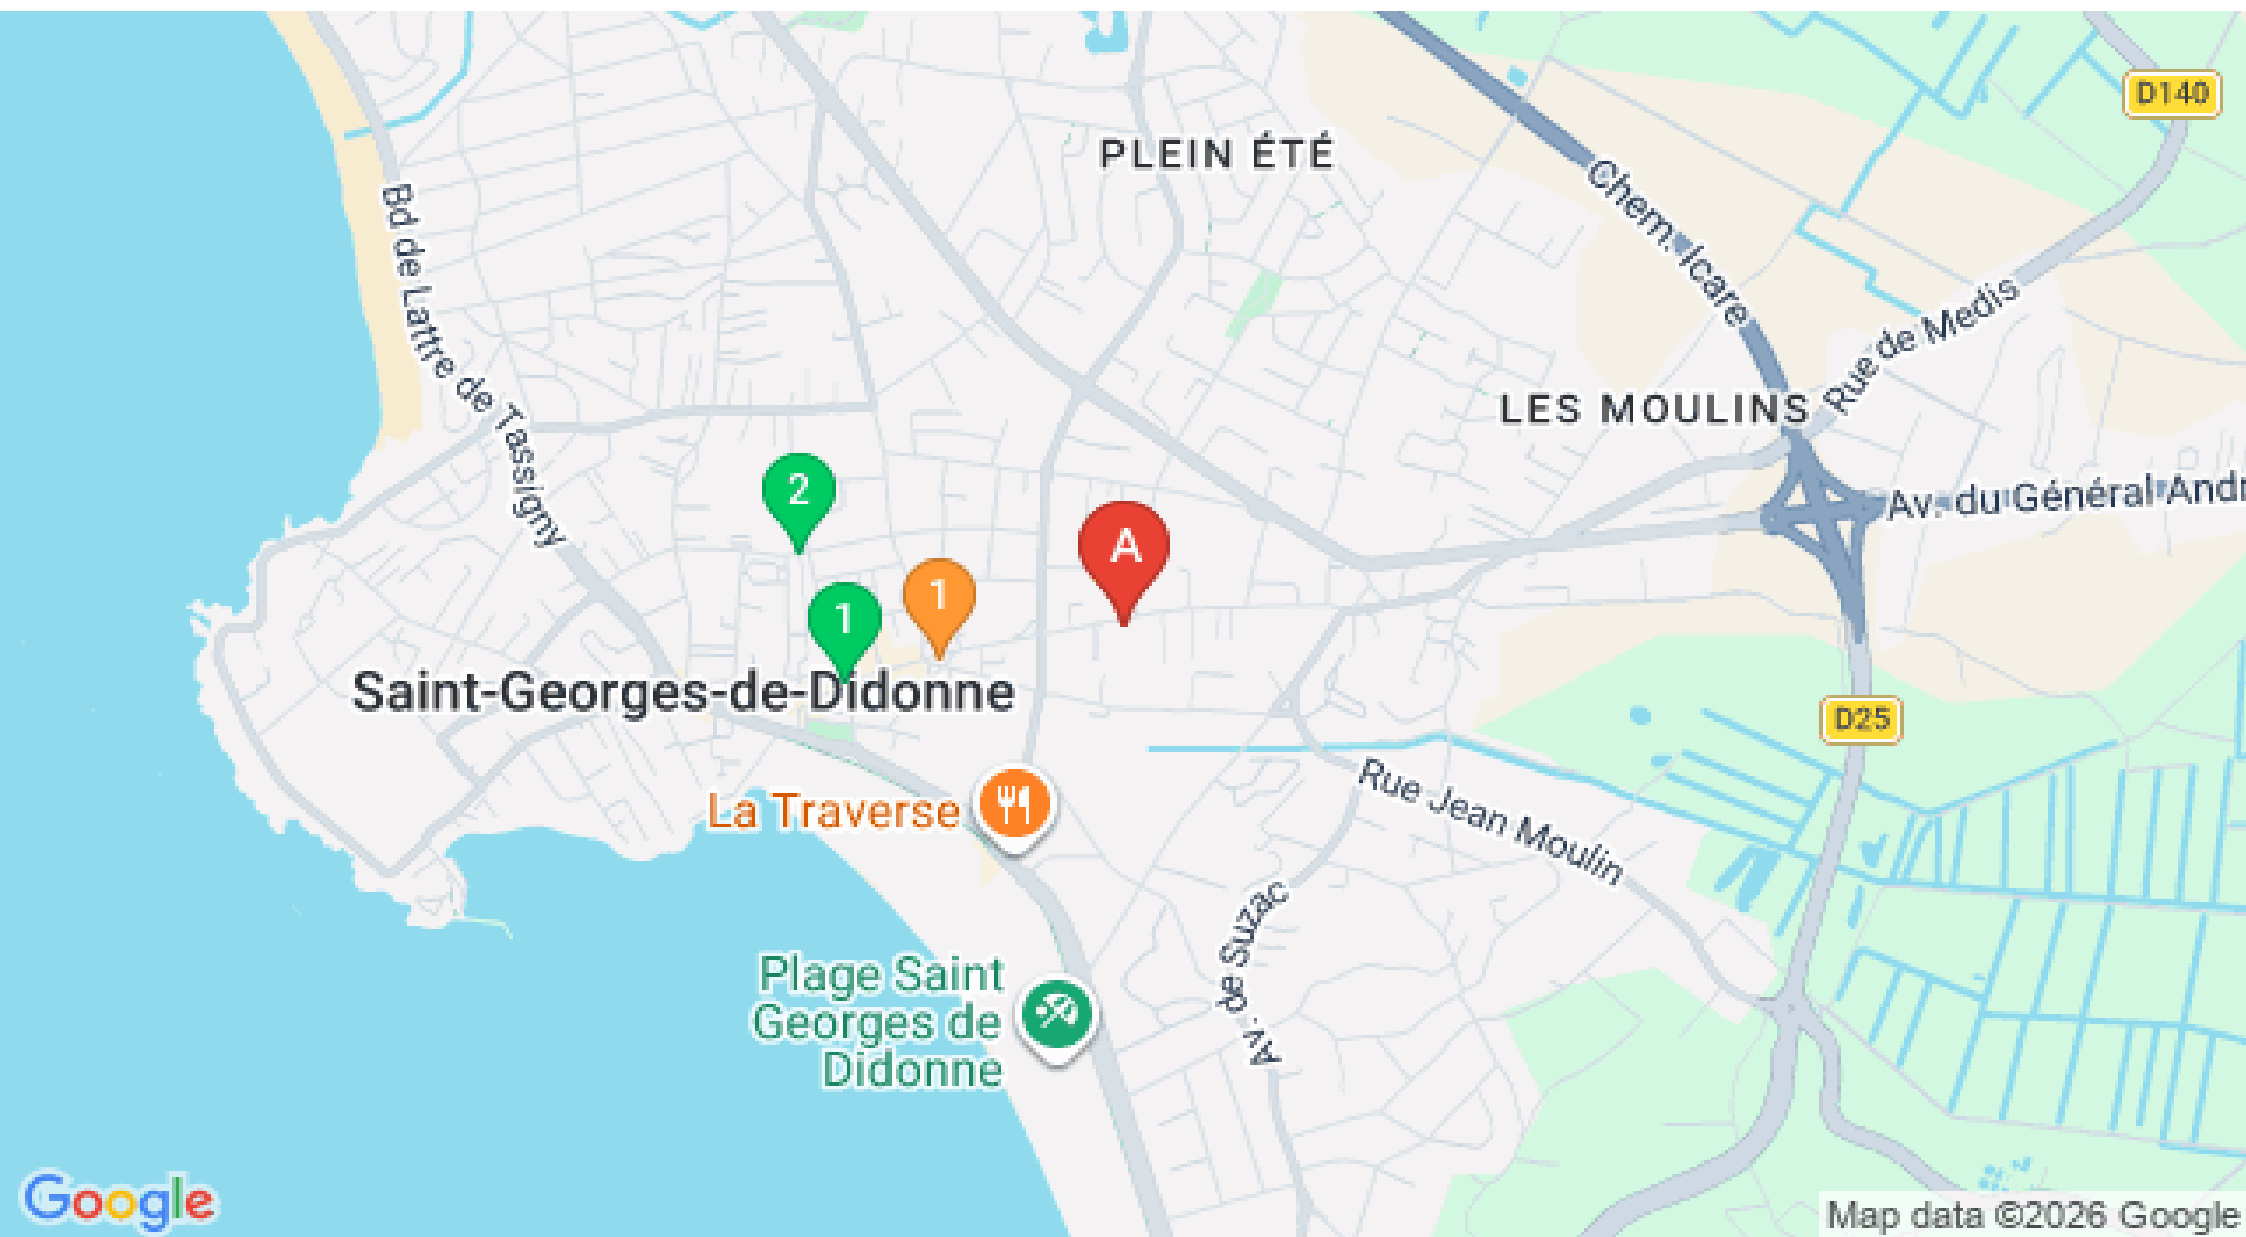 D140
PLEIN ÉTÉ
Chem. Icare
Bd de Lattre de Tassigny
Rue de Medis
LES MOULINS
2
Av. du Général Andr
A
1
1
Saint-Georges-de-Didonne
D25
La Traverse
Rue Jean Moulin
Av. de Suzac
Plage Saint
Georges de
Didonne
Google
Map data ©2026 Google